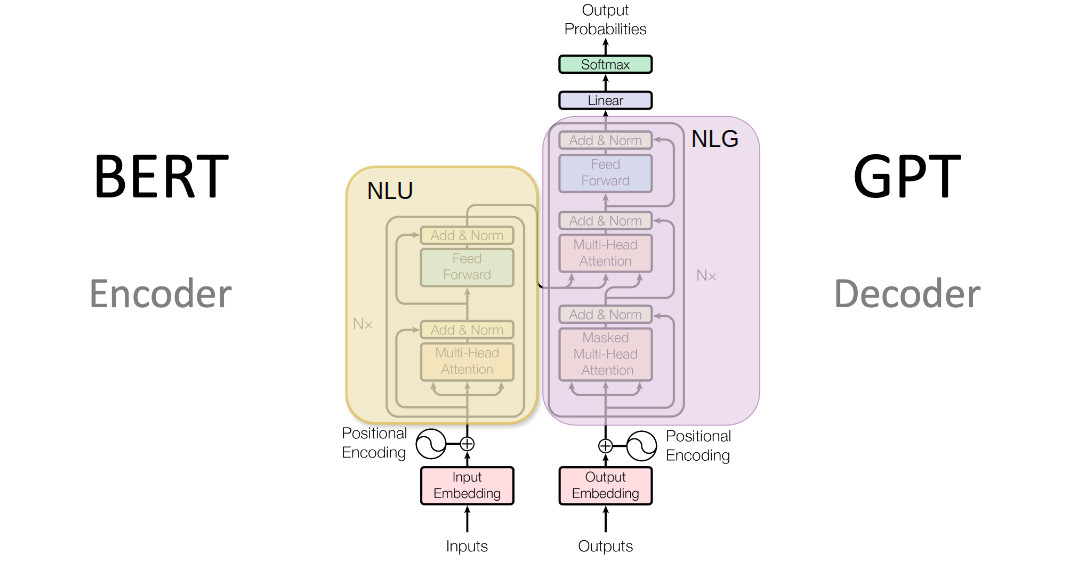 BERT
Encoder
NLU
Add & Norm
Feed
Forward
Nx
Add & Norm
Multi-Head
Attention
Positional
Encoding
Input
Embedding
Inputs
Output
Probabilities
Softmax
Linear
NLG
Add & Norm
Feed
Forward
Add & Norm
Multi-Head
Attention
Nx
Add & Norm
Masked
Multi-Head
Attention
Positional
Encoding
Output
Embedding
Outputs
GPT
Decoder